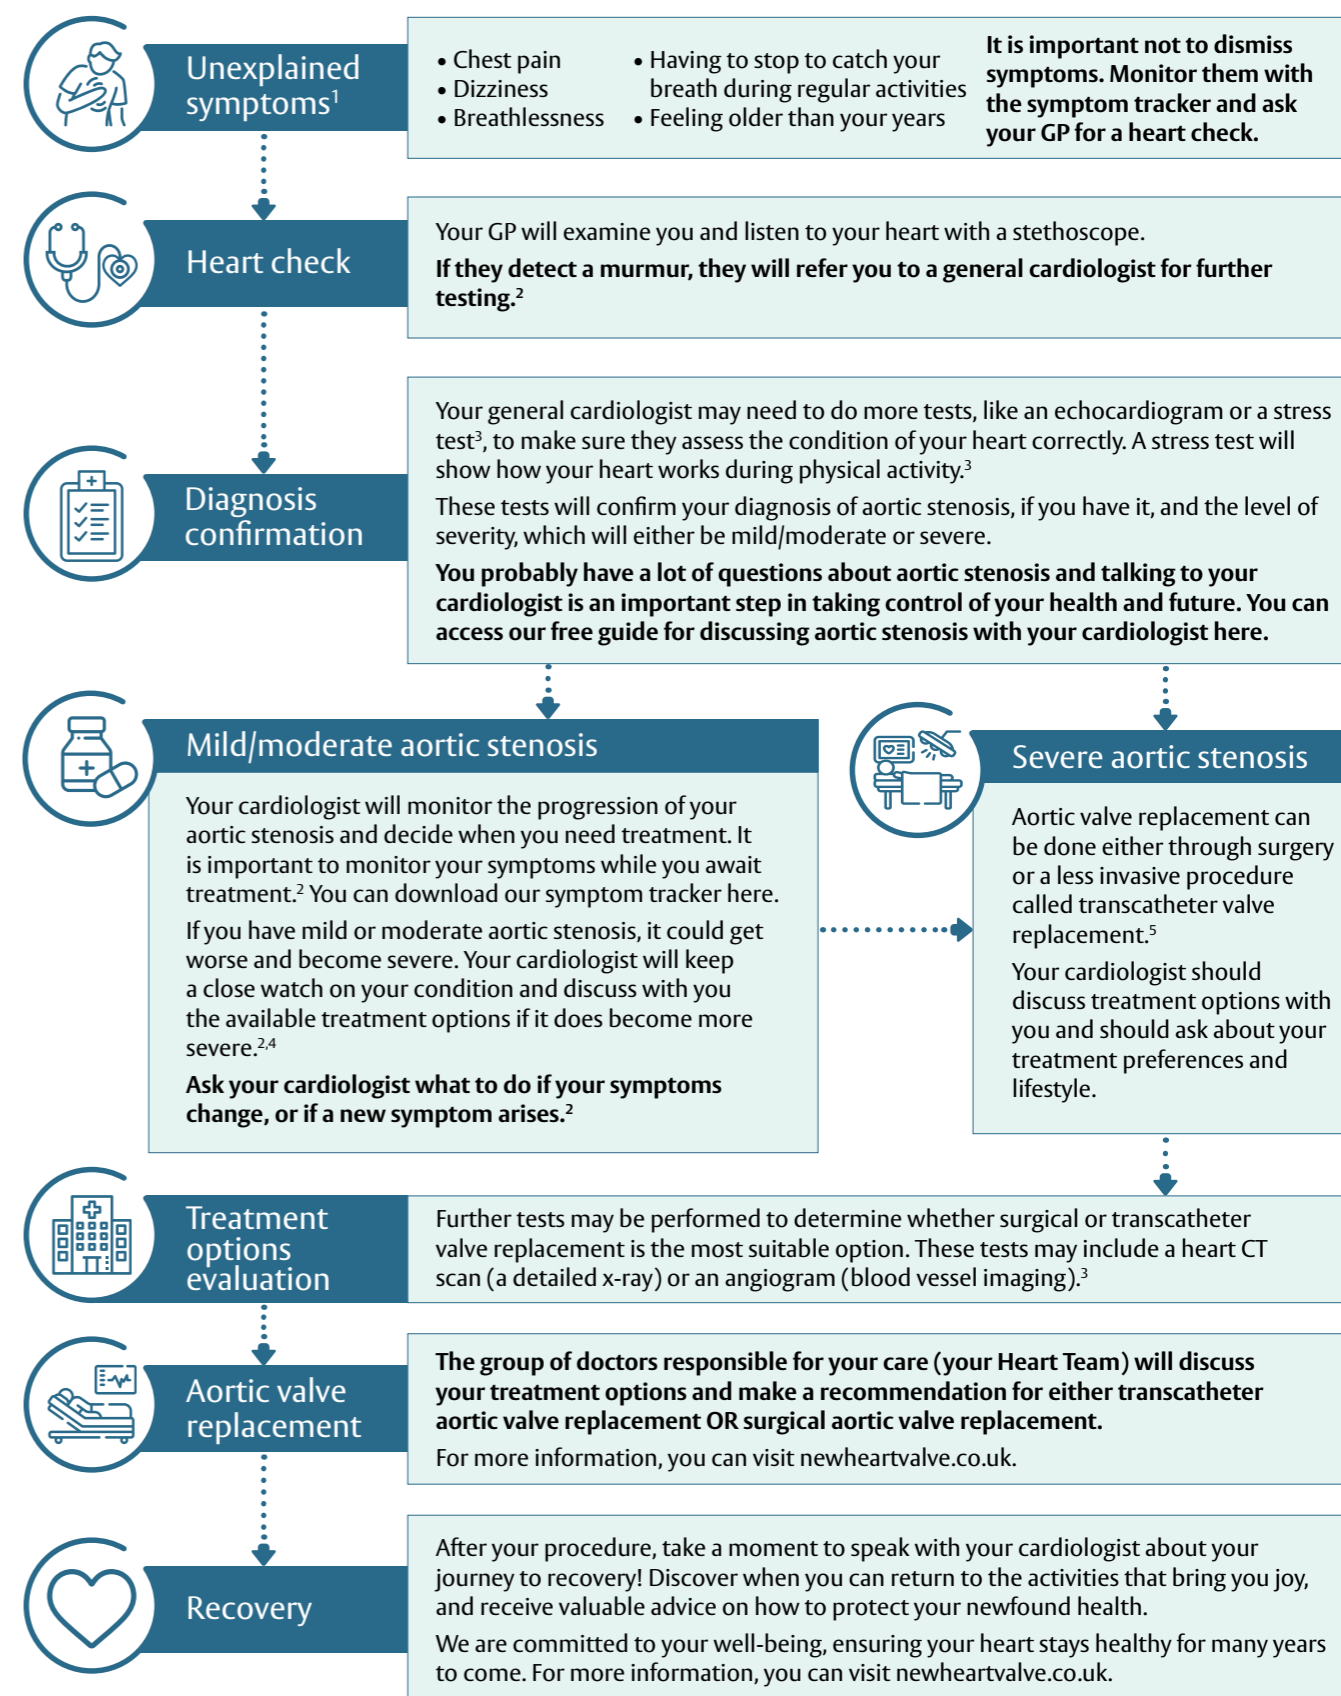 Unexplained
symptoms¹
• Chest pain
• Dizziness
• Breathlessness
• Having to stop to catch your
breath during regular activities
• Feeling older than your years
It is important not to dismiss
symptoms. Monitor them with
the symptom tracker and ask
your GP for a heart check.
Heart check
Your GP will examine you and listen to your heart with a stethoscope.
If they detect a murmur, they will refer you to a general cardiologist for further
testing.²
Diagnosis
confirmation
Your general cardiologist may need to do more tests, like an echocardiogram or a stress
test³, to make sure they assess the condition of your heart correctly. A stress test will
show how your heart works during physical activity.³
These tests will confirm your diagnosis of aortic stenosis, if you have it, and the level of
severity, which will either be mild/moderate or severe.
You probably have a lot of questions about aortic stenosis and talking to your
cardiologist is an important step in taking control of your health and future. You can
access our free guide for discussing aortic stenosis with your cardiologist here.
Mild/moderate aortic stenosis
Your cardiologist will monitor the progression of your
aortic stenosis and decide when you need treatment. It
is important to monitor your symptoms while you await
treatment.² You can download our symptom tracker here.
If you have mild or moderate aortic stenosis, it could get
worse and become severe. Your cardiologist will keep
a close watch on your condition and discuss with you
the available treatment options if it does become more
severe.²,⁴
Ask your cardiologist what to do if your symptoms
change, or if a new symptom arises.²
Severe aortic stenosis
Aortic valve replacement can
be done either through surgery
or a less invasive procedure
called transcatheter valve
replacement.⁵
Your cardiologist should
discuss treatment options with
you and should ask about your
treatment preferences and
lifestyle.
Treatment
options
evaluation
Further tests may be performed to determine whether surgical or transcatheter
valve replacement is the most suitable option. These tests may include a heart CT
scan (a detailed x-ray) or an angiogram (blood vessel imaging).³
Aortic valve
replacement
The group of doctors responsible for your care (your Heart Team) will discuss
your treatment options and make a recommendation for either transcatheter
aortic valve replacement OR surgical aortic valve replacement.
For more information, you can visit newheartvalve.co.uk.
Recovery
After your procedure, take a moment to speak with your cardiologist about your
journey to recovery! Discover when you can return to the activities that bring you joy,
and receive valuable advice on how to protect your newfound health.
We are committed to your well-being, ensuring your heart stays healthy for many years
to come. For more information, you can visit newheartvalve.co.uk.